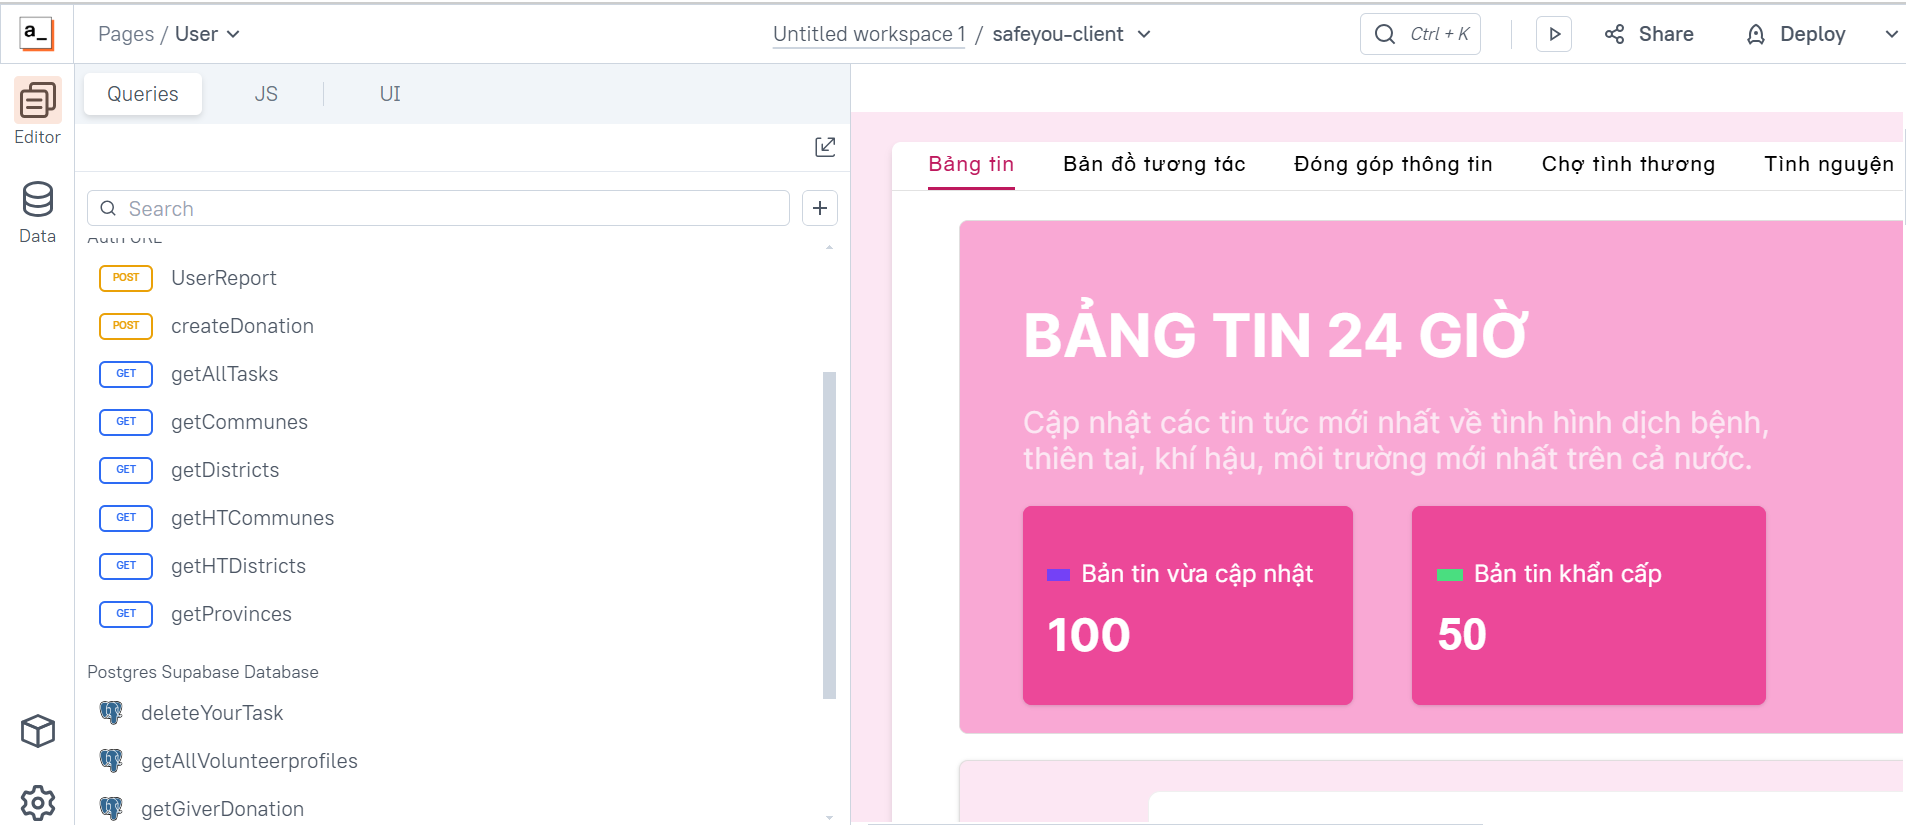 a_
Pages / User
Untitled workspace 1 / safeyou-client
Ctrl + K
Share
Deploy
Editor
Data
Queries
JS
UI
Search
Auth URL
POST UserReport
POST createDonation
GET getAllTasks
GET getCommunes
GET getDistricts
GET getHTCommunes
GET getHTDistricts
GET getProvinces
Postgres Supabase Database
deleteYourTask
getAllVolunteerprofiles
getGiverDonation
Bảng tin
Bản đồ tương tác
Đóng góp thông tin
Chợ tình thương
Tình nguyện
BẢNG TIN 24 GIỜ
Cập nhật các tin tức mới nhất về tình hình dịch bệnh,
thiên tai, khí hậu, môi trường mới nhất trên cả nước.
Bản tin vừa cập nhật
100
Bản tin khẩn cấp
50